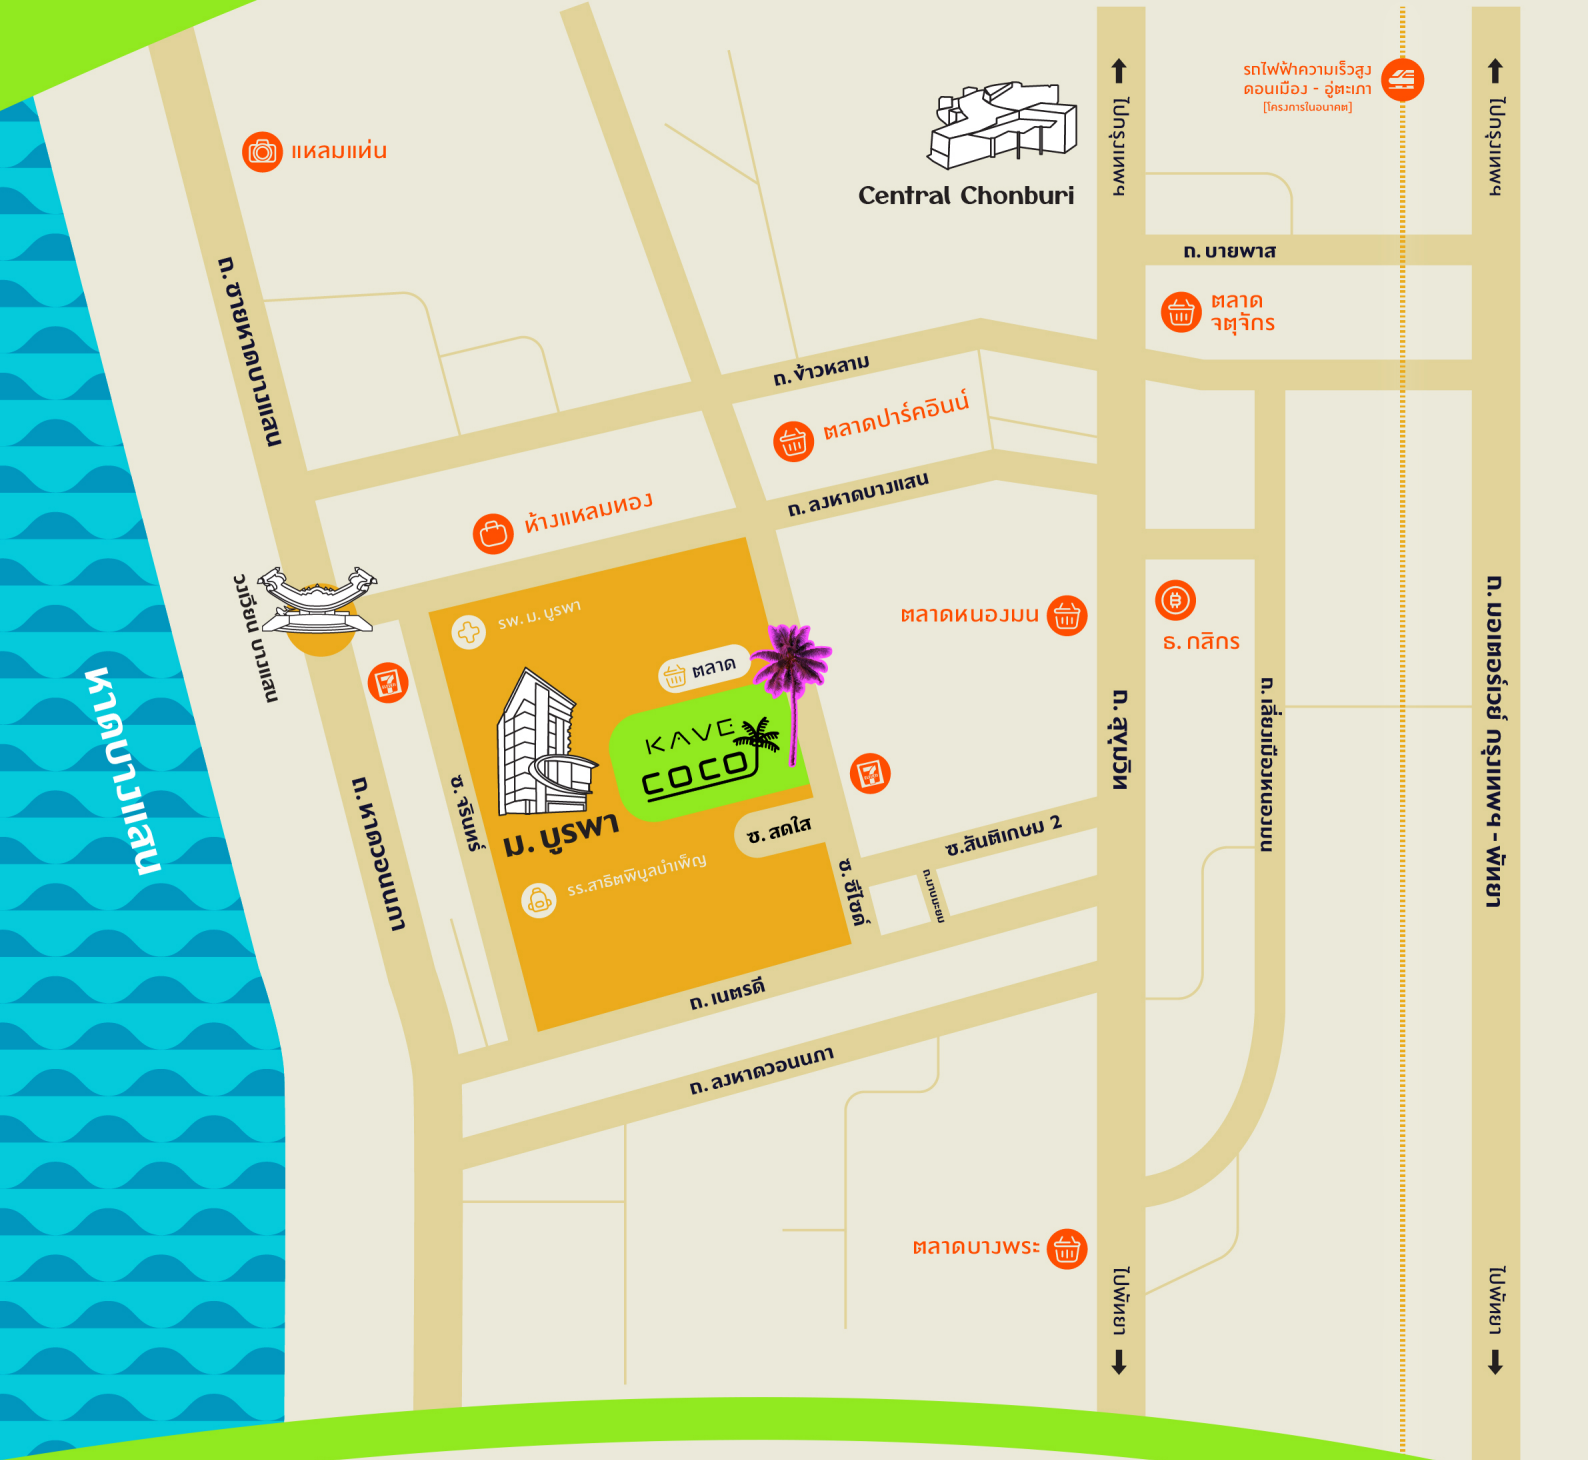 รถไฟฟ้าความเร็วสูง
ดอนเมือง - อู่ตะเภา
[โครงการในอนาคต]
ไปกรุงเทพฯ
ไปกรุงเทพฯ
แหลมแท่น
Central Chonburi
ถ. บายพาส
ตลาด
จตุจักร
ถ. ชายหาดบางแสน
ถ. ข้าวหลาม
ตลาดปาร์คอินน์
ถ. ลงหาดบางแสน
ห้างแหลมทอง
วงเวียน บางแสน
รพ. ม. บูรพา
ตลาดหนองมน
ธ. กสิกร
ตลาด
7
KAVE
COCO
7
หาดบางแสน
ถ. หาดวอนนภา
ซ. จรินทร์
ม. บูรพา
ซ. สดใส
ซ.สันติเกษม 2
รร.สาธิตพิบูลบำเพ็ญ
ซ. ซีไซด์
ถ. สุขุมวิท
ถ. เลี่ยงเมืองหนองมน
ถ. มอเตอร์เวย์ กรุงเทพฯ - พัทยา
ถ. เนตรดี
ถ. ลงหาดวอนนภา
ตลาดบางพระ
ไปพัทยา
ไปพัทยา